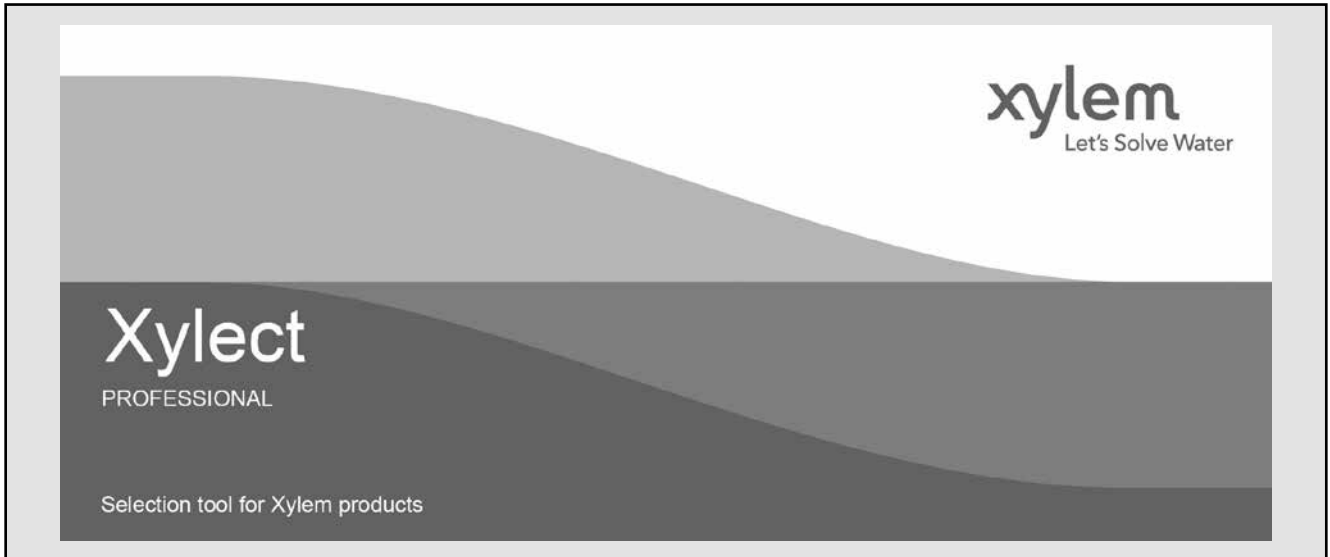 xylem
Let's Solve Water
Xylect
PROFESSIONAL
Selection tool for Xylem products